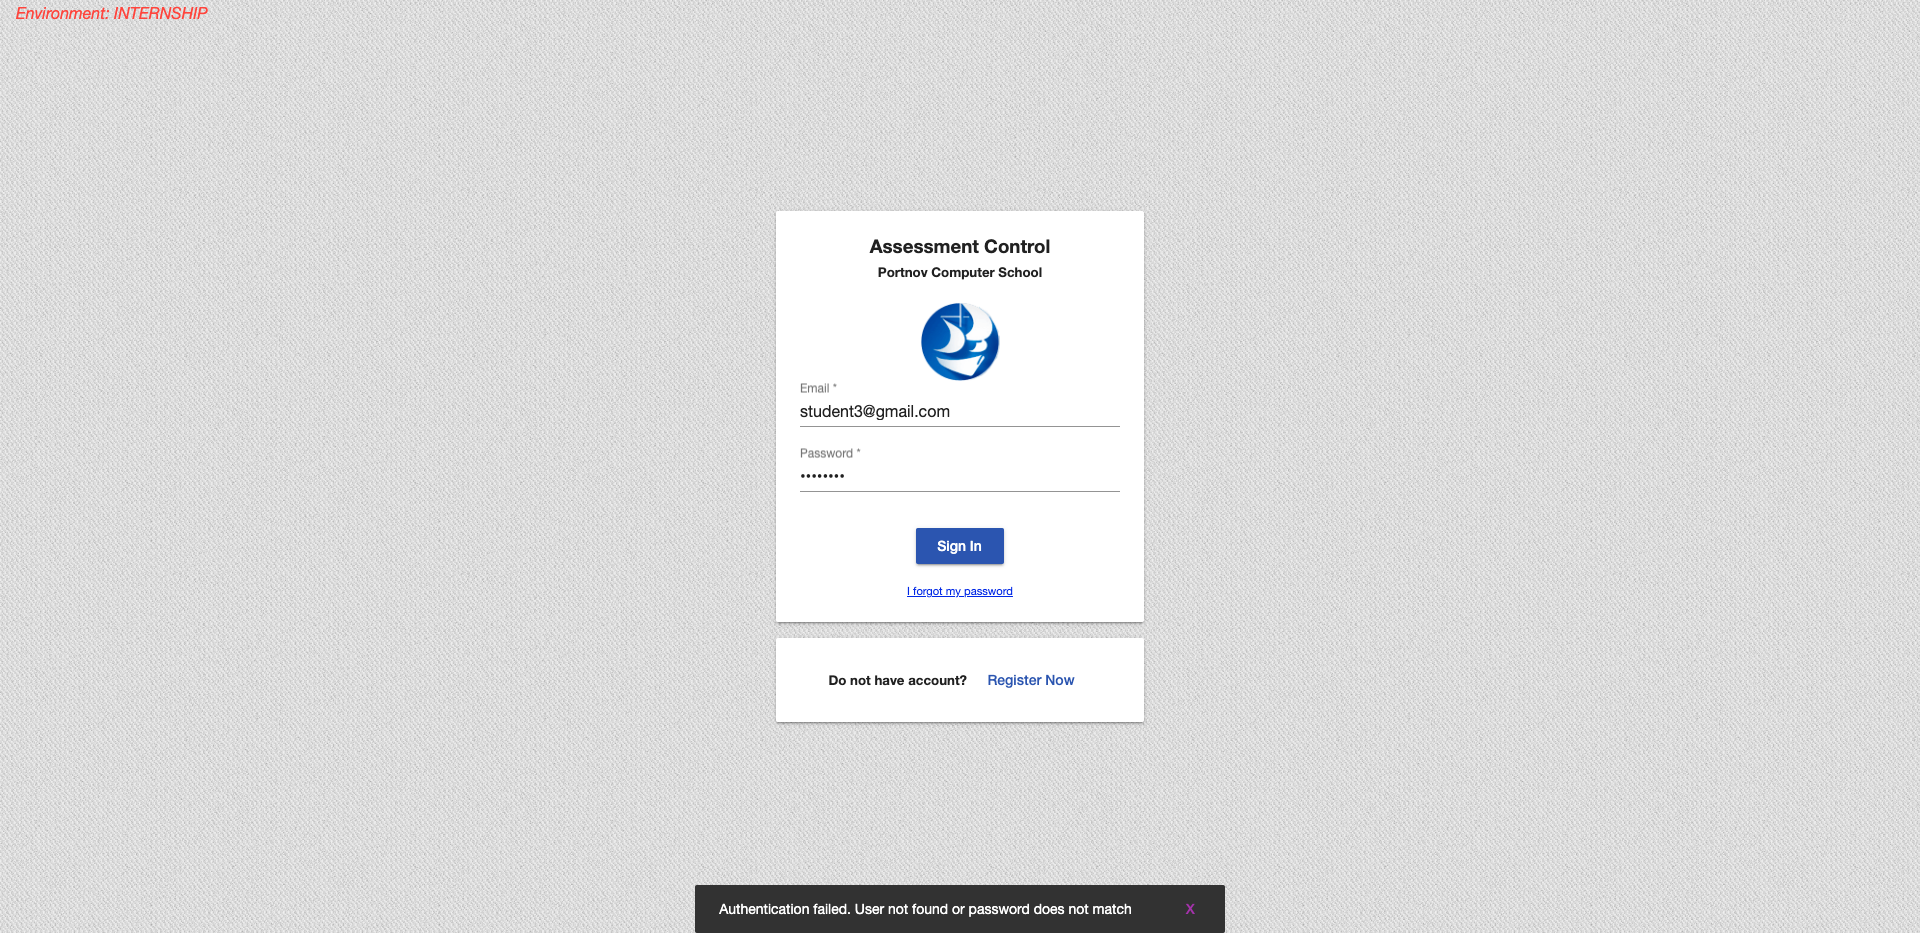 Environment: INTERNSHIP
Assessment Control
Portnov Computer School
Email *
student3@gmail.com
Password *
••••••••
Sign In
I forgot my password
Do not have account? Register Now
Authentication failed. User not found or password does not match X